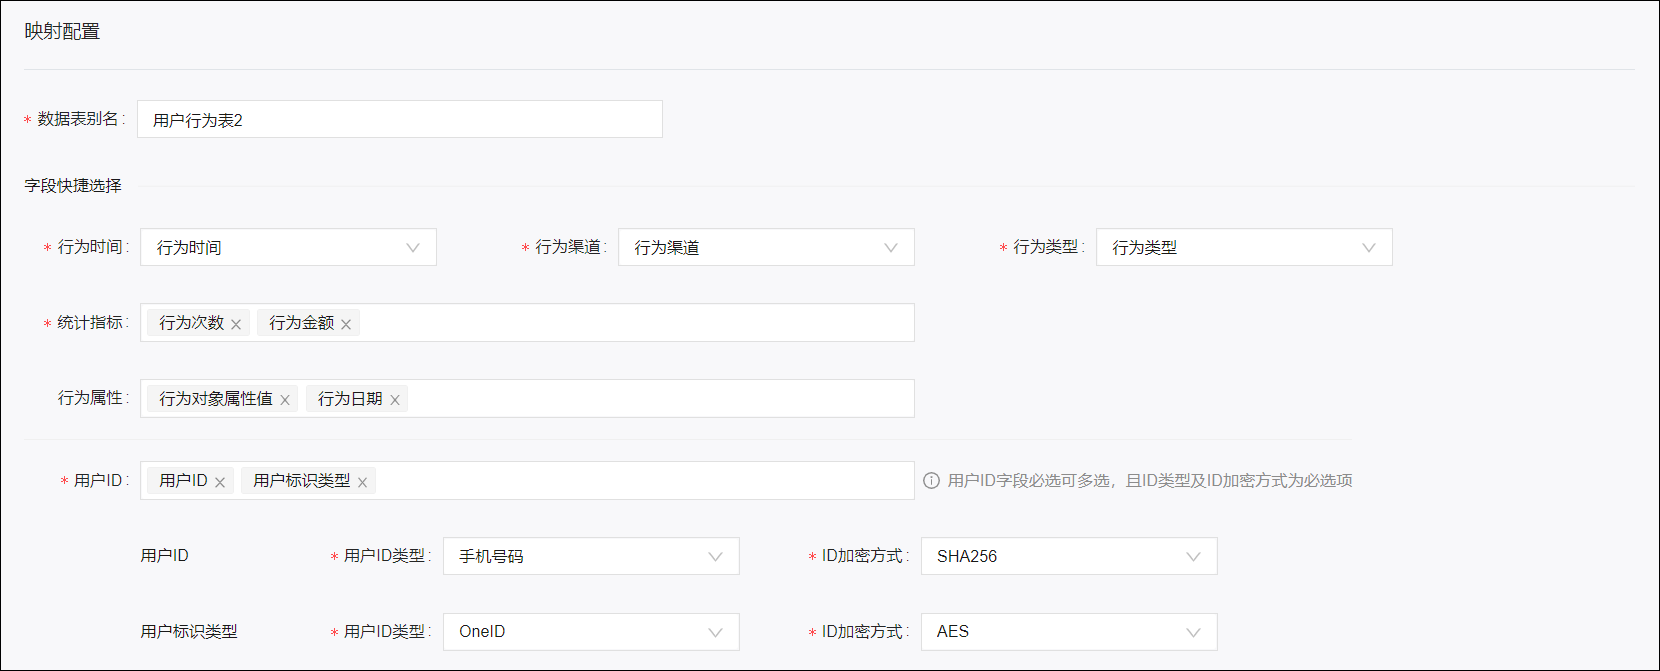 映射配置
* 数据表别名: 用户行为表2
字段快捷选择
* 行为时间: 行为时间 * 行为渠道: 行为渠道 * 行为类型: 行为类型
* 统计指标: 行为次数 × 行为金额 ×
行为属性: 行为对象属性值 × 行为日期 ×
* 用户ID: 用户ID × 用户标识类型 × 用户ID字段必选可多选，且ID类型及ID加密方式为必选项
用户ID * 用户ID类型: 手机号码 * ID加密方式: SHA256
用户标识类型 * 用户ID类型: OneID * ID加密方式: AES